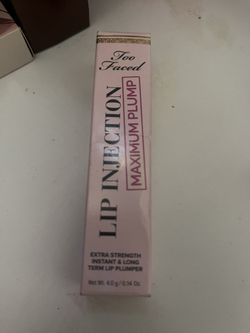 Too
Faced
LIP INJECTION
MAXIMUM PLUMP
EXTRA STRENGTH
INSTANT & LONG
TERM LIP PLUMPER
Net Wt. 4.0 g / 0.14 Oz.